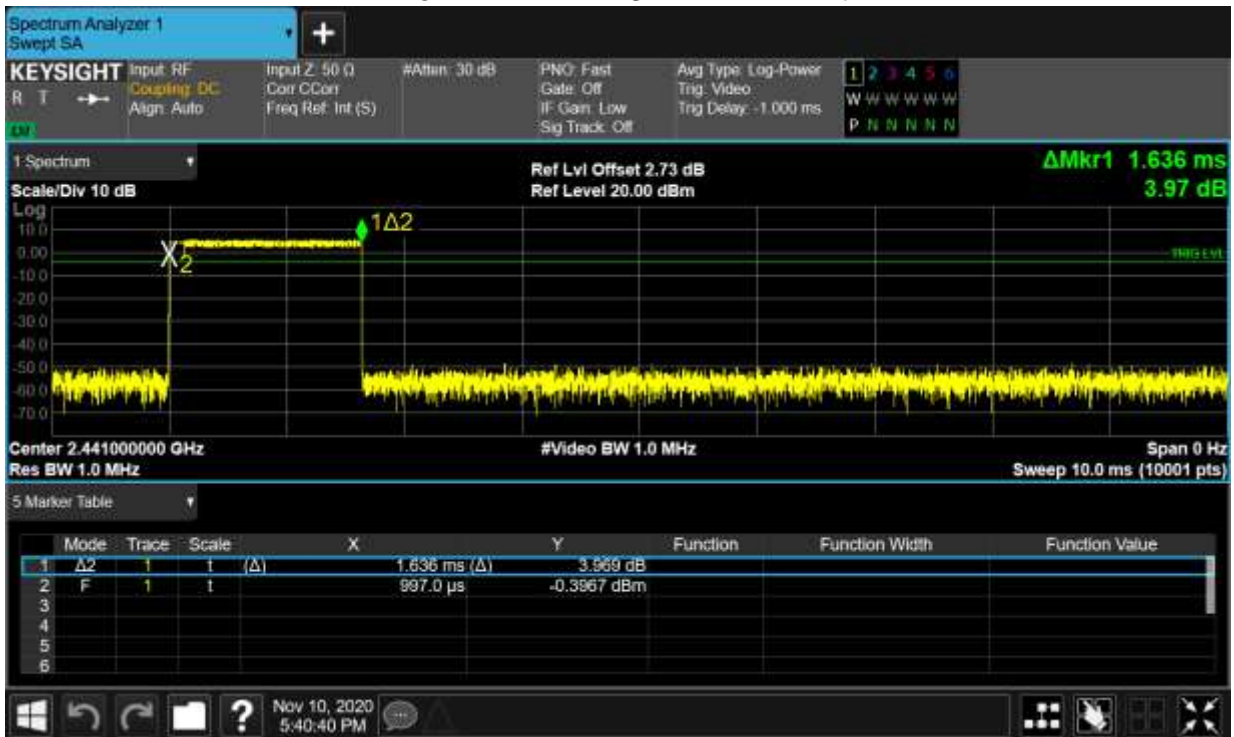 Spectrum Analyzer 1
Swept SA
+
KEYSIGHT Input: RF Input Z: 50 Ω #Atten: 30 dB PNO: Fast Avg Type: Log-Power 1 2 3 4 5 6
R T Coupling: DC Corr CCorr Gate: Off Trig: Video W W W W W W
Align: Auto Freq Ref: Int (S) IF Gain: Low Trig Delay: -1.000 ms
Sig Track: Off P N N N N N
1 Spectrum Ref Lvl Offset 2.73 dB ΔMkr1 1.636 ms
Scale/Div 10 dB Ref Level 20.00 dBm 3.97 dB
Log
10.0
1Δ2
0.00
X2
TRIG LVL
-10.0
-20.0
-30.0
-40.0
-50.0
-60.0
-70.0
Center 2.441000000 GHz #Video BW 1.0 MHz Span 0 Hz
Res BW 1.0 MHz Sweep 10.0 ms (10001 pts)
5 Marker Table
Mode Trace Scale X Y Function Function Width Function Value
1 Δ2 1 t (Δ) 1.636 ms (Δ) 3.969 dB
2 F 1 t 997.0 µs -0.3967 dBm
3
4
5
6
? Nov 10, 2020
5:40:40 PM